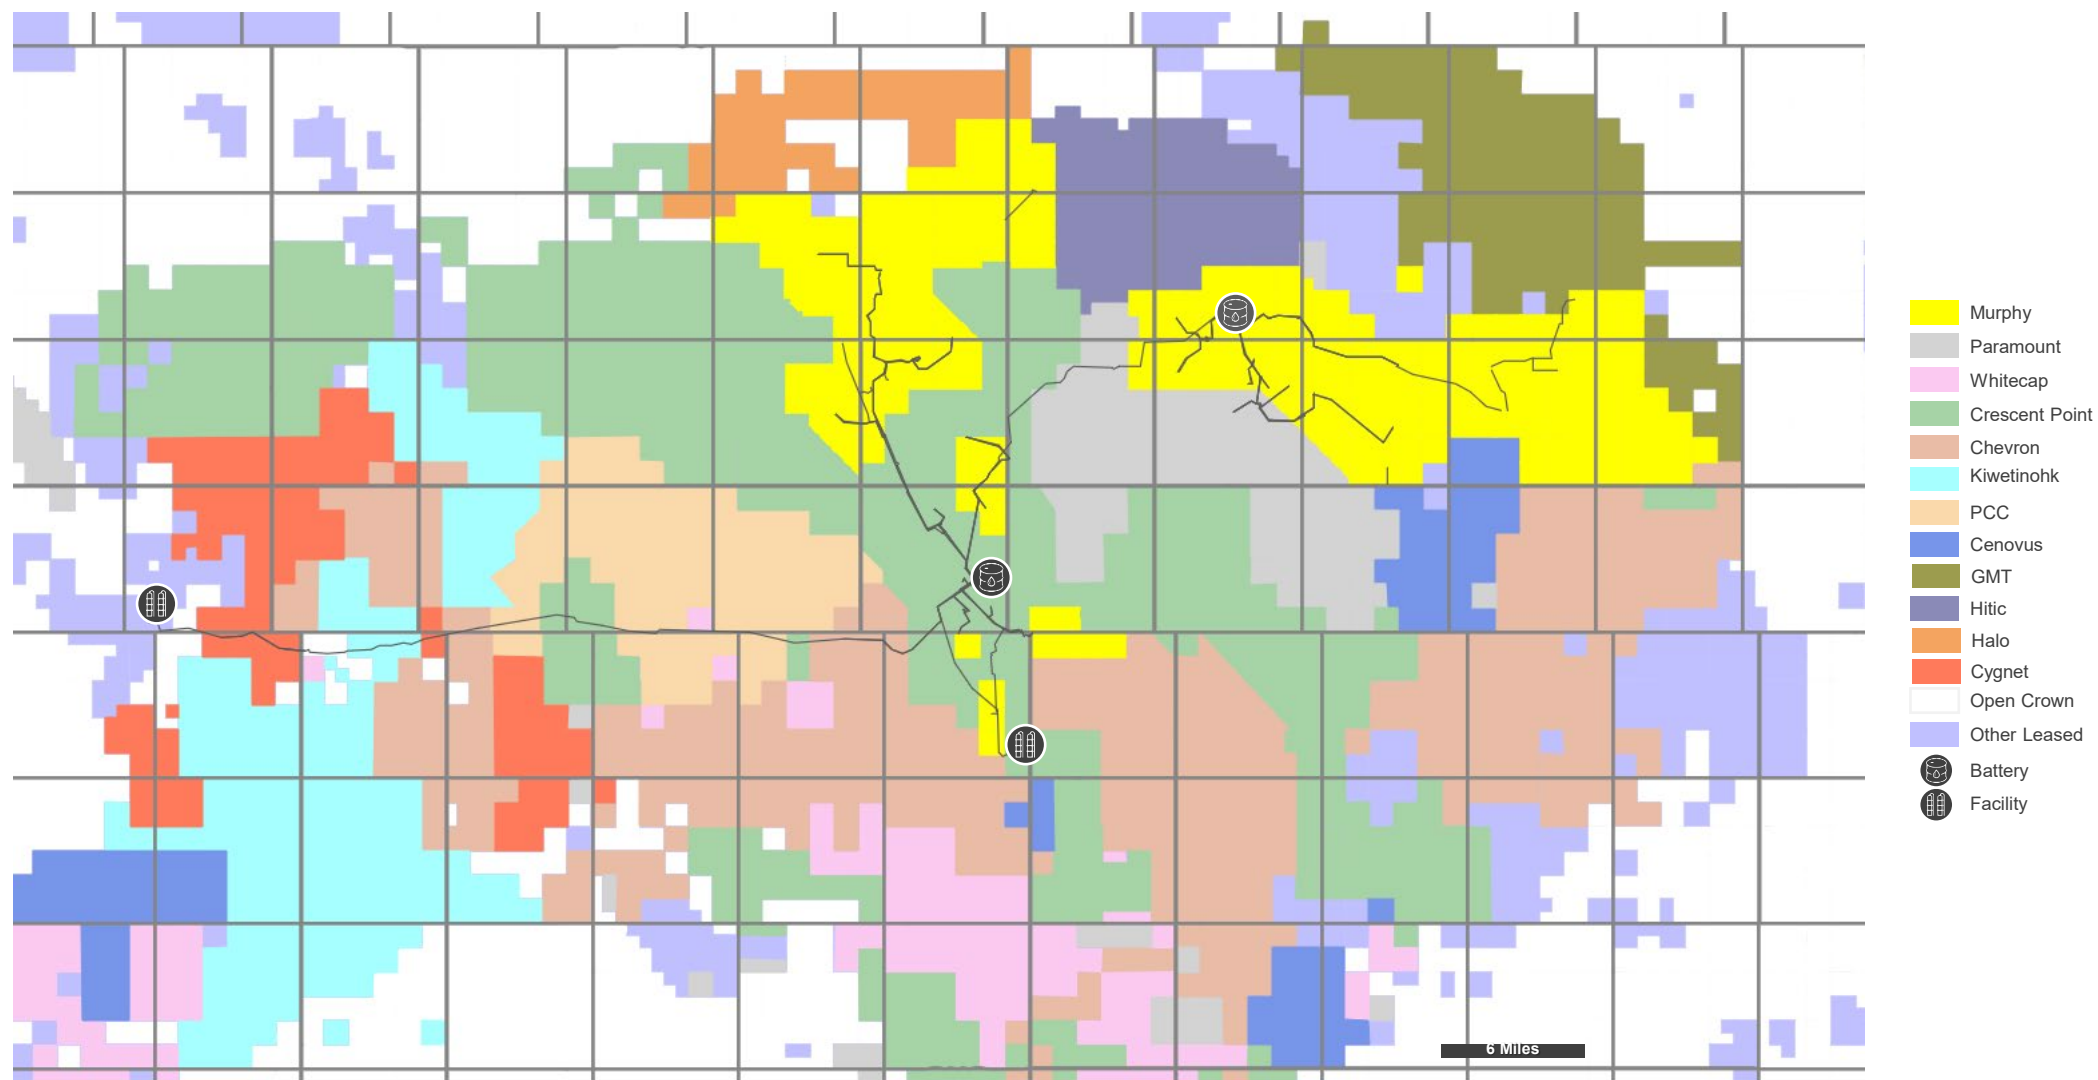 Murphy
Paramount
Whitecap
Crescent Point
Chevron
Kiwetinohk
PCC
Cenovus
GMT
Hitic
Halo
Cygnet
Open Crown
Other Leased
Battery
Facility
6 Miles